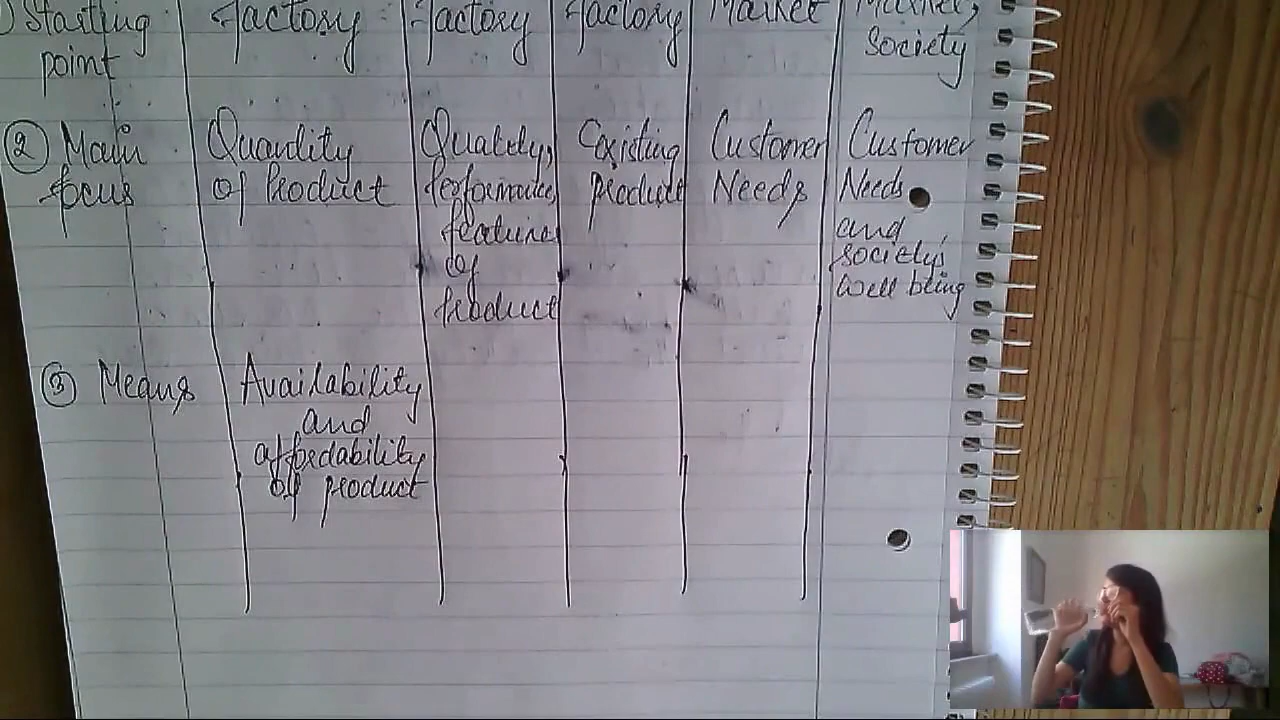 Starting Factory Factory Factory Market Market,
point Society
② Main Quantity Quality, Existing Customer Customer
focus of Product performance, product Needs Needs
features and
of society's
product well being
③ Means Availability
and
affordability
of product